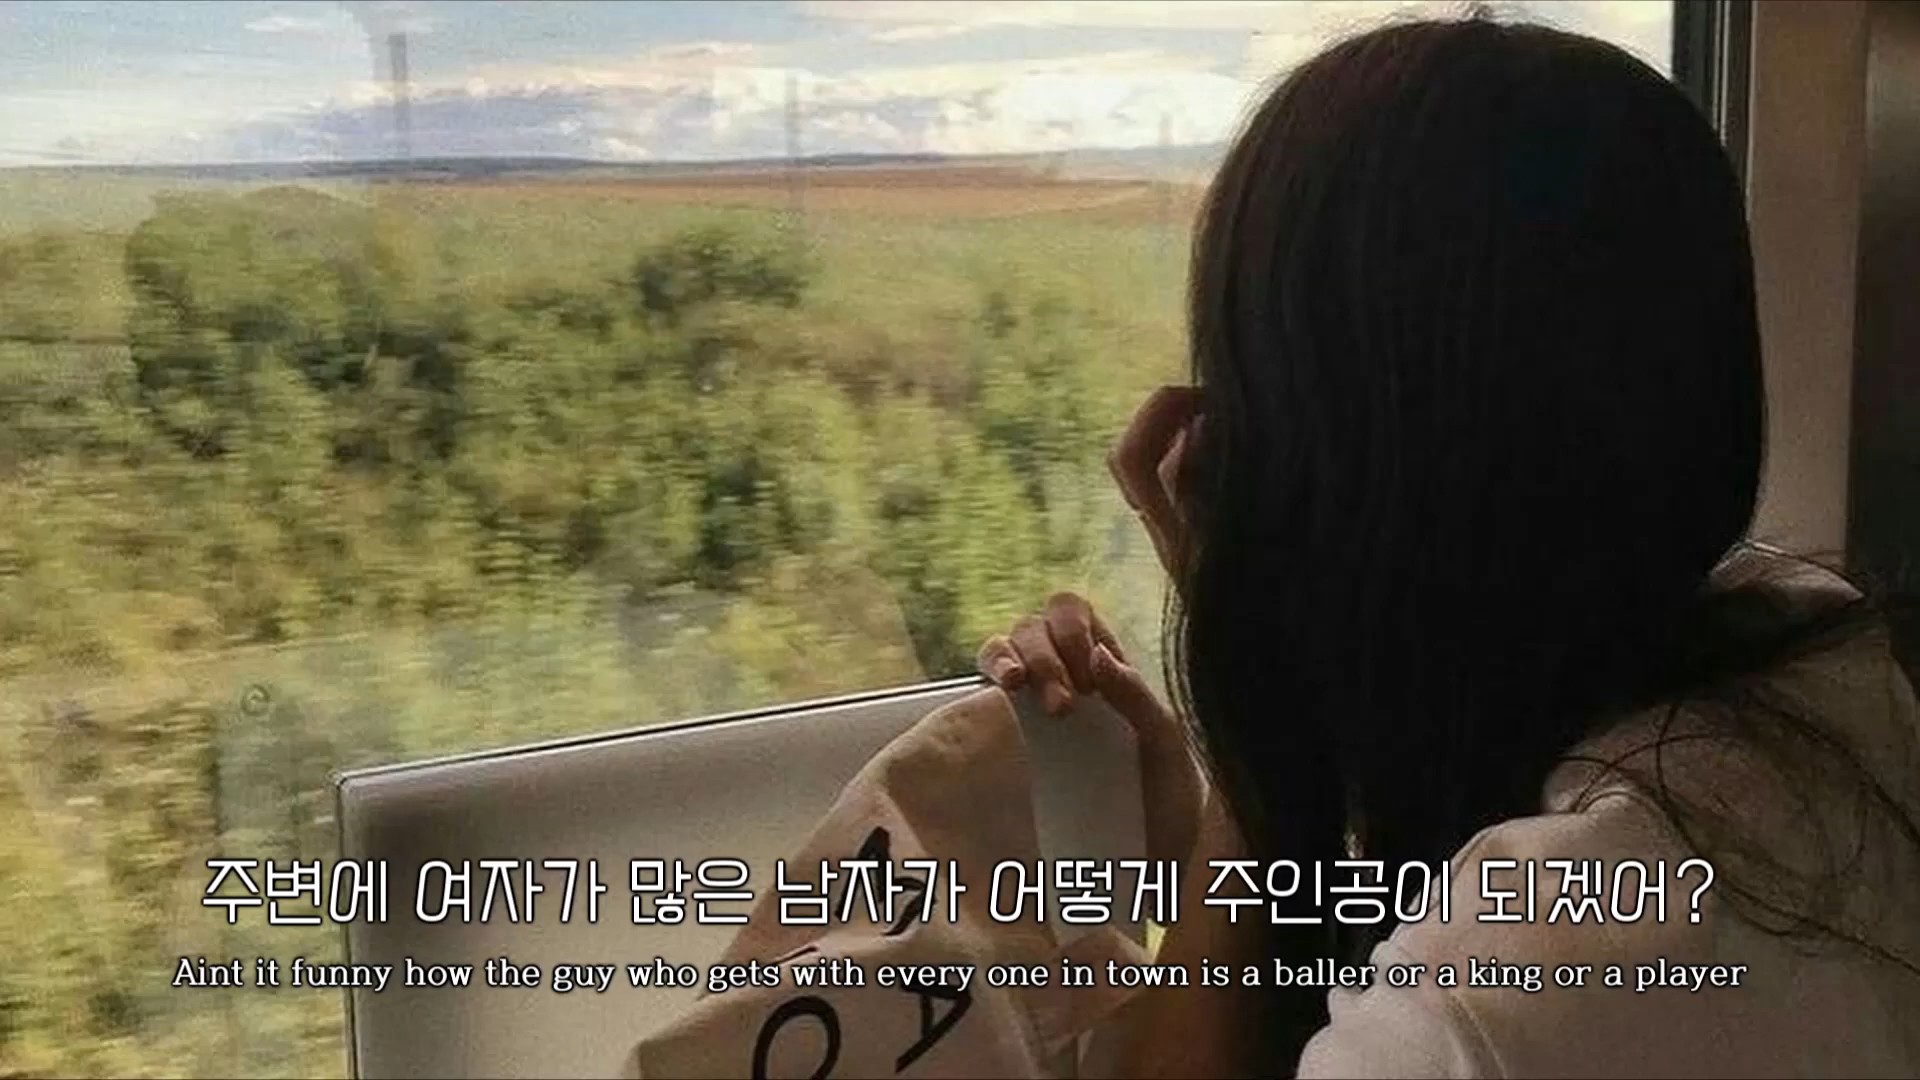 주변에 여자가 많은 남자가 어떻게 주인공이 되겠어?
Aint it funny how the guy who gets with every one in town is a baller or a king or a player